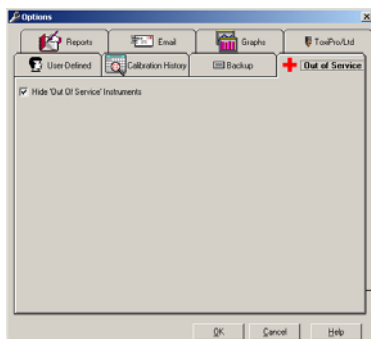 Options
Reports Email Graphs ToxiPro/Ltd
User Defined Calibration History Backup Out of Service
Hide 'Out Of Service' Instruments
OK Cancel Help